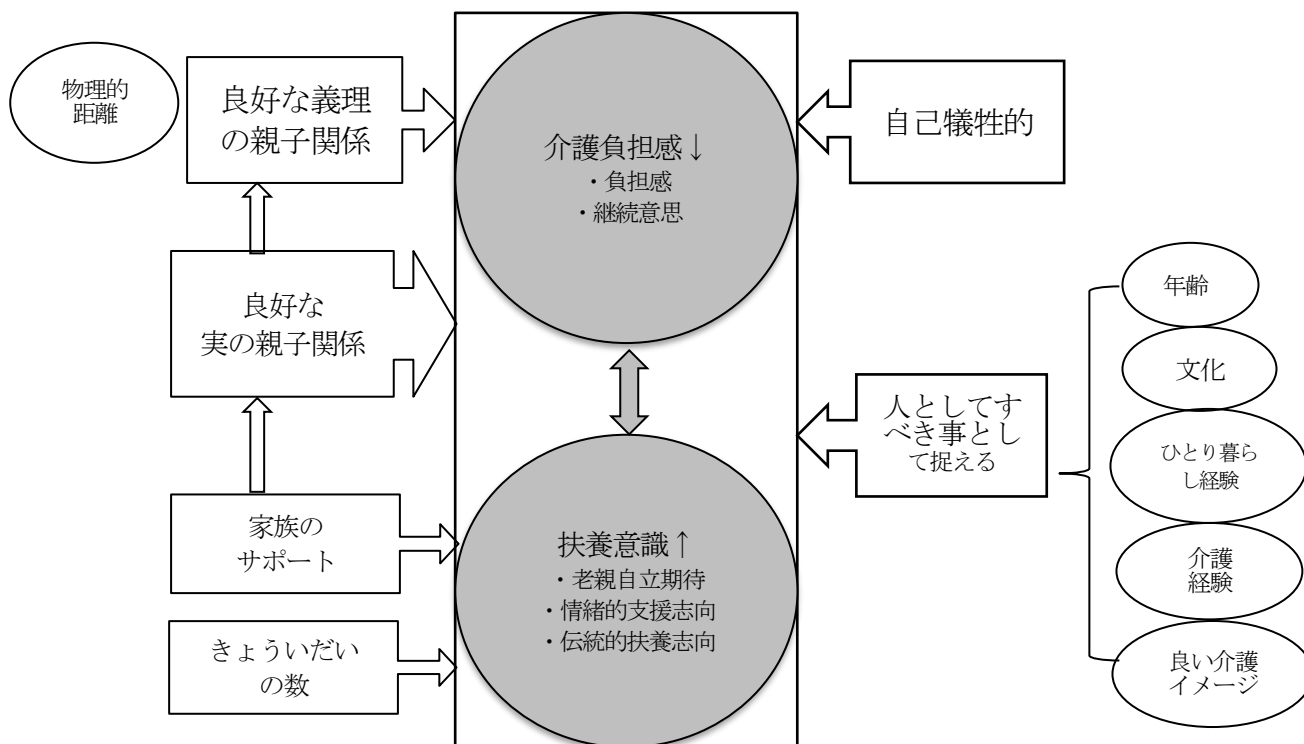 物理的
距離
良好な義理
の親子関係
良好な
実の親子関係
家族の
サポート
きょういだい
の数
介護負担感↓
・負担感
・継続意思
扶養意識↑
・老親自立期待
・情緒的支援志向
・伝統的扶養志向
自己犠牲的
人としてす
べき事とし
て捉える
年齢
文化
ひとり暮ら
し経験
介護
経験
良い介護
イメージ